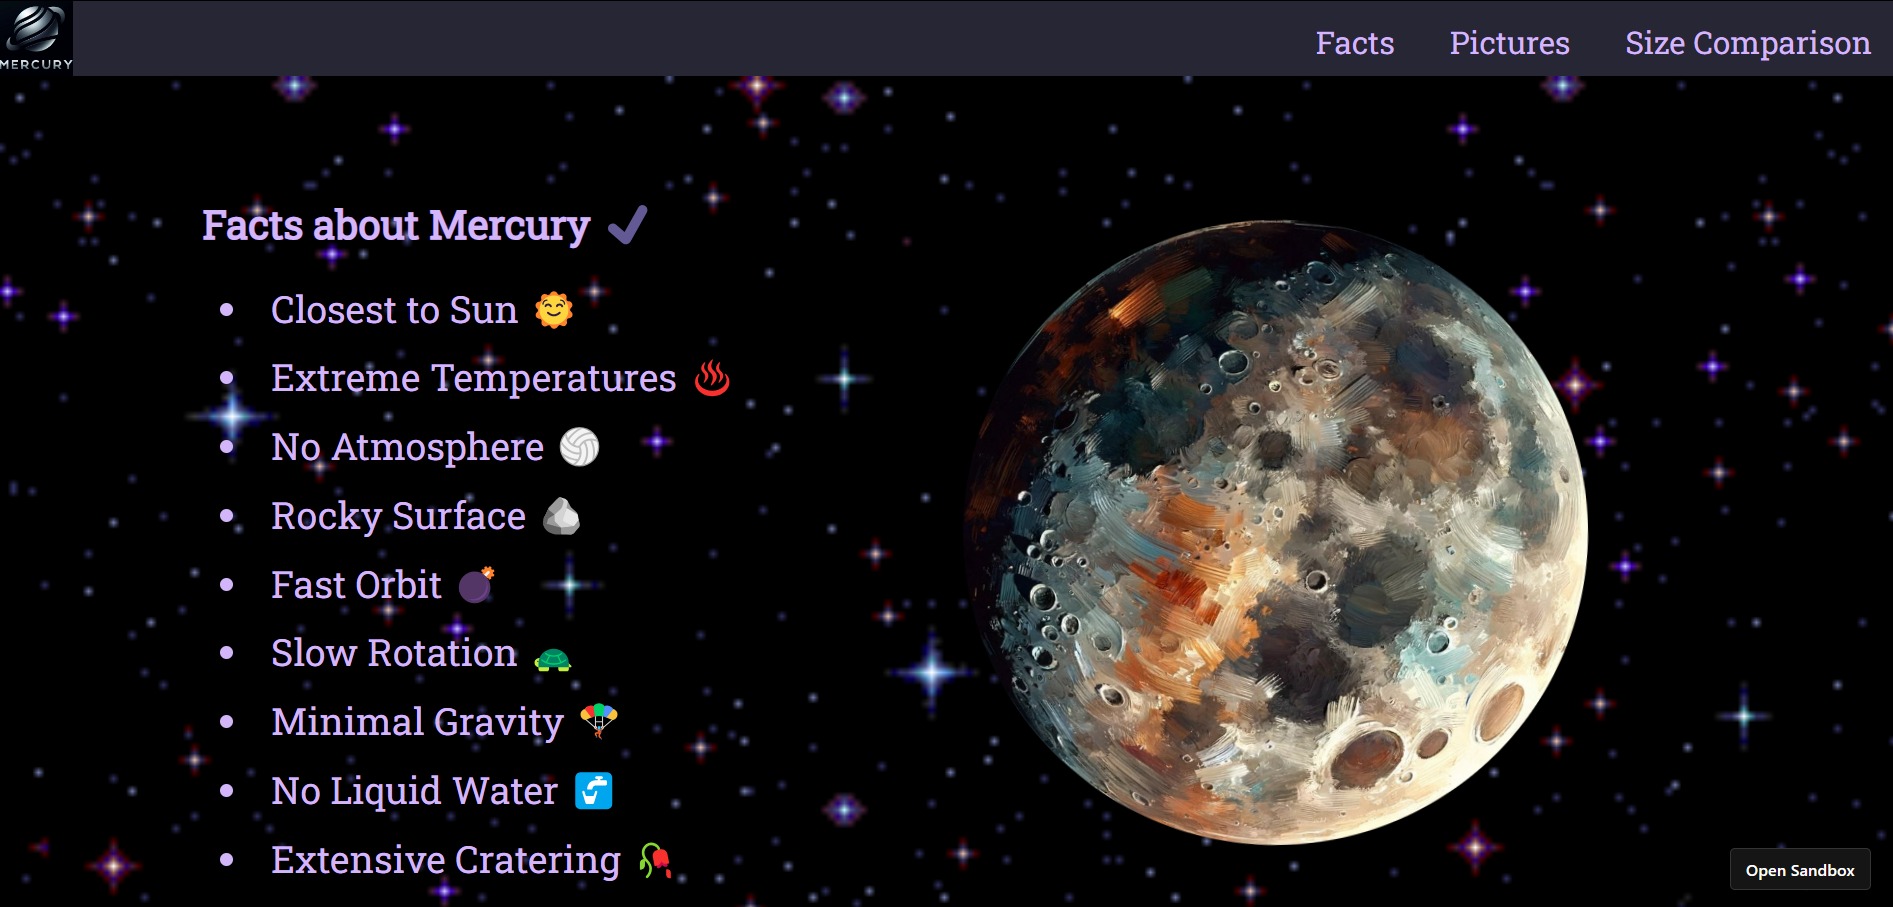 MERCURY
Facts
Pictures
Size Comparison
Facts about Mercury ✔
• Closest to Sun 🌞
• Extreme Temperatures ♨
• No Atmosphere 🏐
• Rocky Surface 🪨
• Fast Orbit 💣
• Slow Rotation 🐢
• Minimal Gravity 🪂
• No Liquid Water 🚰
• Extensive Cratering 🥀
Open Sandbox